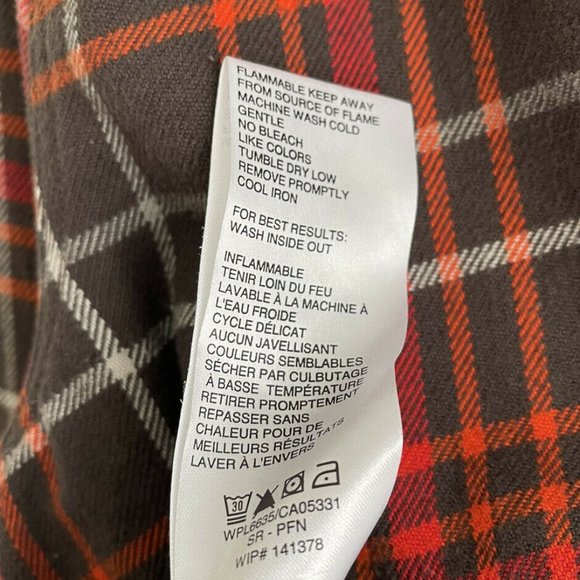 FLAMMABLE KEEP AWAY
FROM SOURCE OF FLAME
MACHINE WASH COLD
GENTLE
NO BLEACH
LIKE COLORS
TUMBLE DRY LOW
REMOVE PROMPTLY
COOL IRON
FOR BEST RESULTS:
WASH INSIDE OUT
INFLAMMABLE
TENIR LOIN DU FEU
LAVABLE À LA MACHINE À
L'EAU FROIDE
CYCLE DÉLICAT
AUCUN JAVELLISANT
COULEURS SEMBLABLES
SÉCHER PAR CULBUTAGE
À BASSE TEMPÉRATURE
RETIRER PROMPTEMENT
REPASSER SANS
CHALEUR POUR DE
MEILLEURS RÉSULTATS
LAVER À L'ENVERS
30
WPL6635/CA05331
SR - PFN
WIP# 141378